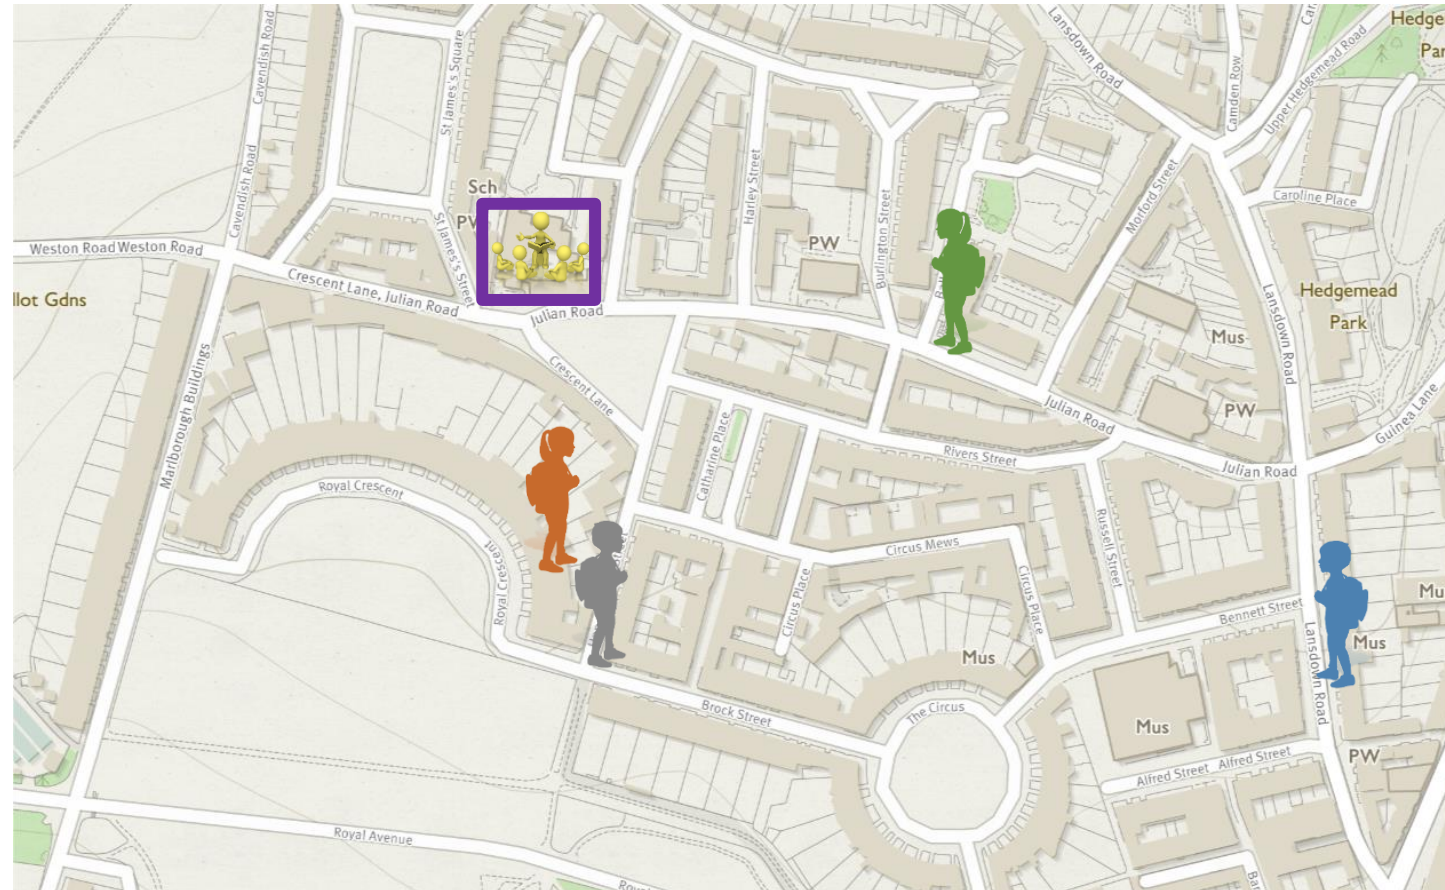 Lansdown Road
Hedge
Par
Cavendish Road
St James's Square
Camden Row
Upper Hedgemead Road
Cavendish Road
Harley Street
Burlington Street
Morford Street
Sch
Caroline Place
St James's Street
PW
Weston Road Weston Road
Crescent Lane, Julian Road
Julian Road
llot Gdns
Hedgemead
Park
Lansdown Road
Mus
Crescent Lane
Marlborough Buildings
Julian Road
PW
Guinea Lane
Catharine Place
Rivers Street
Julian Road
Royal Crescent
Russell Street
Circus Mews
Royal Crescent
Circus Place
Circus Place
Bennett Street
Mu
Mus
Mus
Lansdown Road
Brock Street
The Circus
Mus
PW
Alfred Street Alfred Street
Royal Avenue